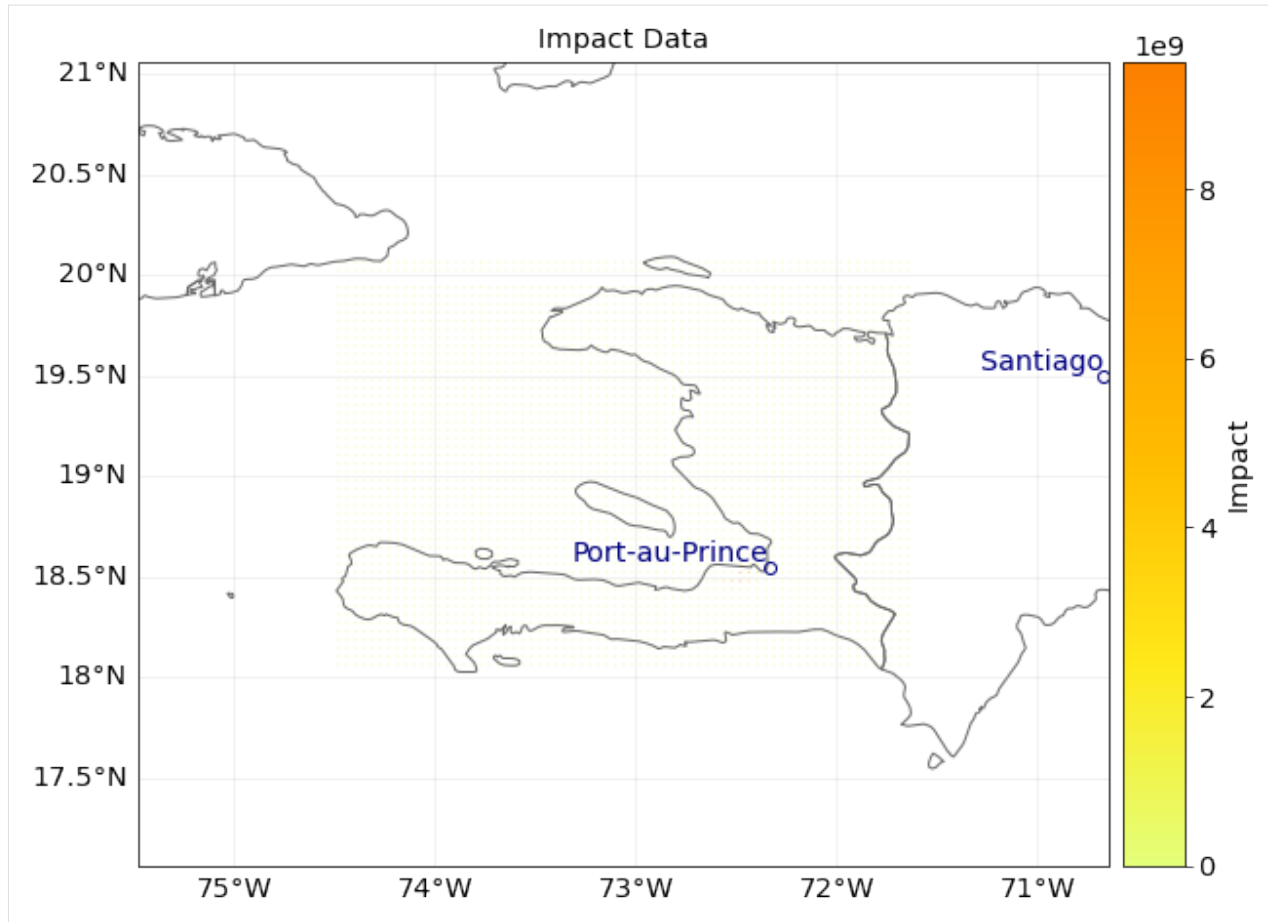 Impact Data
1e9
21°N
20.5°N
20°N
19.5°N
19°N
18.5°N
18°N
17.5°N
Santiago
Port-au-Prince
8
6
4
2
0
Impact
75°W
74°W
73°W
72°W
71°W